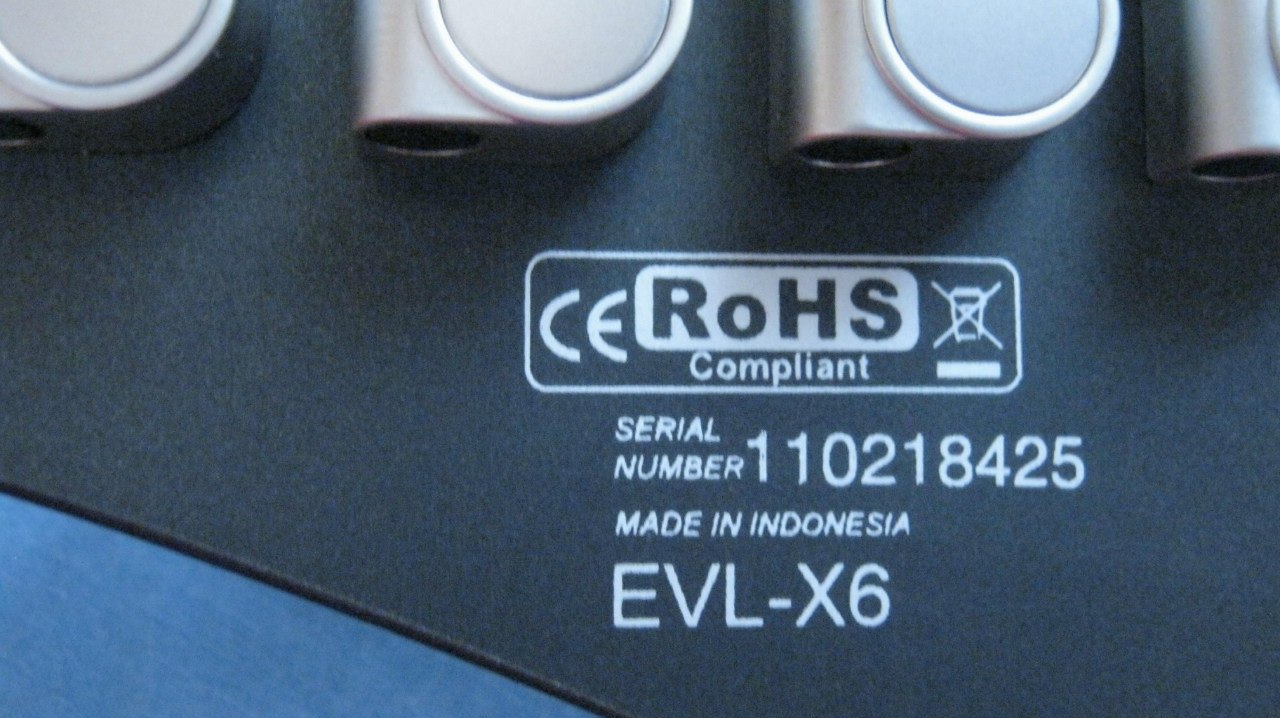 CE RoHS
Compliant
SERIAL
NUMBER 110218425
MADE IN INDONESIA
EVL-X6